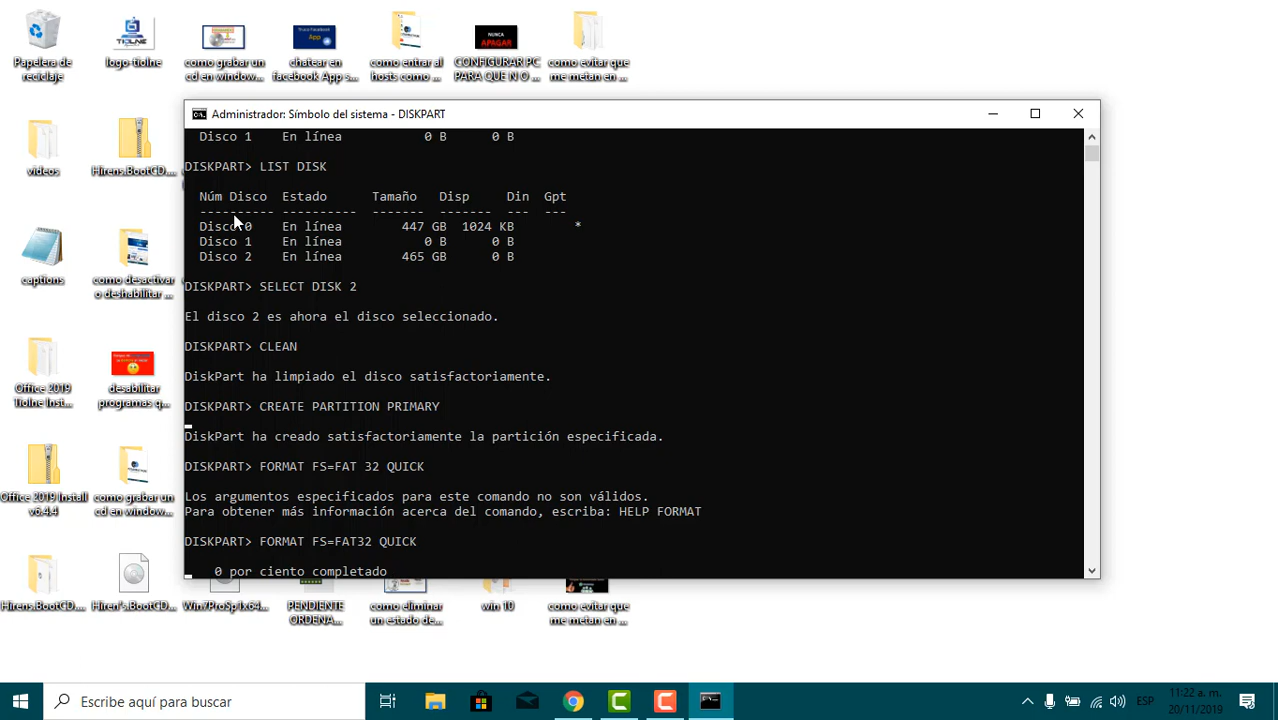 Papelera de
reciclaje
logo-tiolne
como grabar un
cd en window...
chatear en
facebook App s...
como entrar al
hosts como ...
NUNCA
APAGAR
CONFIGURAR PC
PARA QUE N O ...
como evitar que
me metan en ...
Administrador: Símbolo del sistema - DISKPART
Disco 1 En línea 0 B 0 B
DISKPART> LIST DISK
Núm Disco Estado Tamaño Disp Din Gpt
---------- ---------- ------- ------- --- ---
Disco 0 En línea 447 GB 1024 KB *
Disco 1 En línea 0 B 0 B
Disco 2 En línea 465 GB 0 B
DISKPART> SELECT DISK 2
El disco 2 es ahora el disco seleccionado.
DISKPART> CLEAN
DiskPart ha limpiado el disco satisfactoriamente.
DISKPART> CREATE PARTITION PRIMARY
DiskPart ha creado satisfactoriamente la partición especificada.
DISKPART> FORMAT FS=FAT 32 QUICK
Los argumentos especificados para este comando no son válidos.
Para obtener más información acerca del comando, escriba: HELP FORMAT
DISKPART> FORMAT FS=FAT32 QUICK
0 por ciento completado
videos
Hirens.BootCD....
captions
como desactivar
o deshabilitar ...
Office 2019
Tiolne Inst...
desabilitar
programas q...
Office 2019 Install
v6.4.4
como grabar un
cd en window...
Hirens.BootCD....
Hiren's.BootCD....
Win7ProSp1x64...
PENDIENTE
ORDENA...
como eliminar
un estado de...
win 10
como evitar que
me metan en ...
Escribe aquí para buscar
ESP
11:22 a. m.
20/11/2019